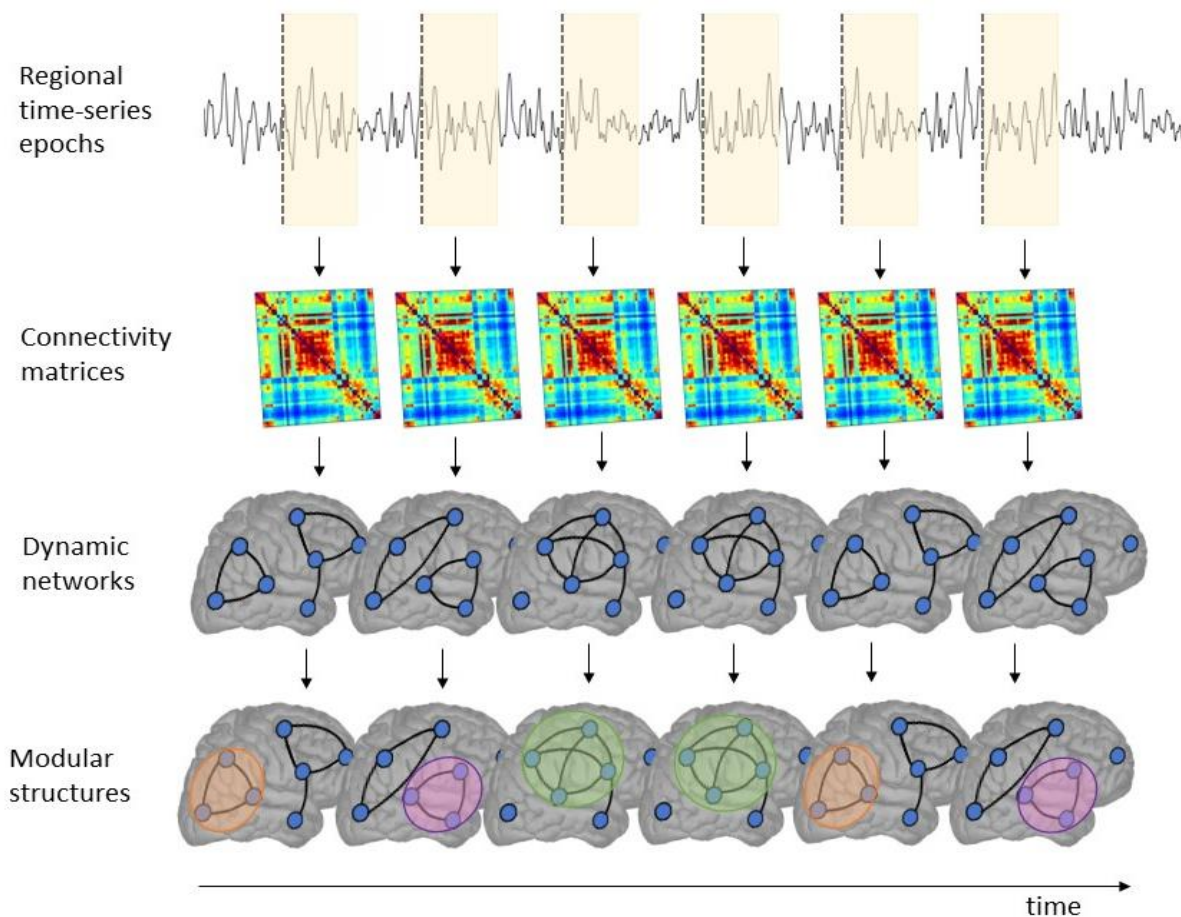 Regional
time-series
epochs
Connectivity
matrices
Dynamic
networks
Modular
structures
time